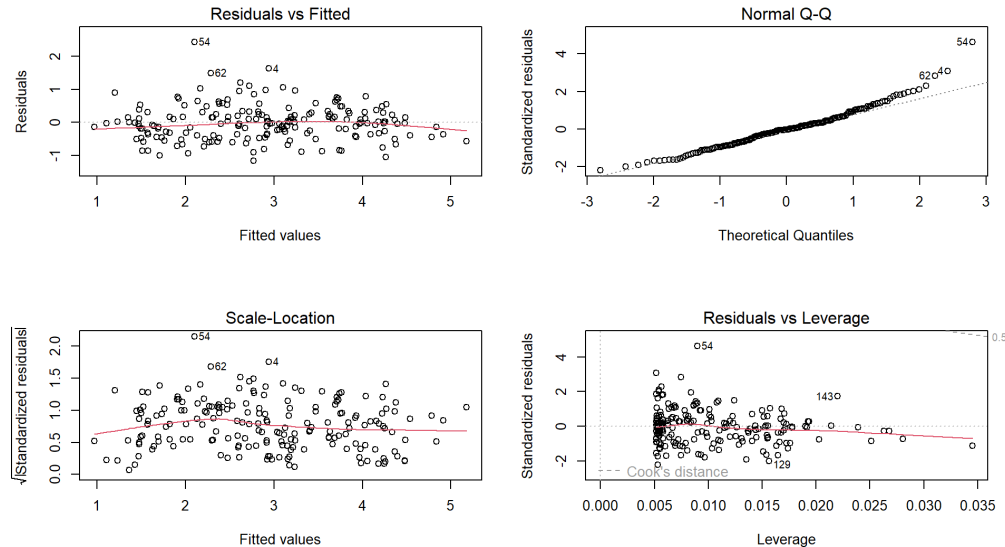 Residuals vs Fitted
Residuals
2
1
0
-1
54
62
4
1 2 3 4 5
Fitted values
Normal Q-Q
Standardized residuals
4
2
0
-2
54
4
62
-3 -2 -1 0 1 2 3
Theoretical Quantiles
Scale-Location
√|Standardized residuals|
2.0
1.5
1.0
0.5
0.0
54
62
4
1 2 3 4 5
Fitted values
Residuals vs Leverage
Standardized residuals
4
2
0
-2
54
0.5
143
129
Cook's distance
0.000 0.005 0.010 0.015 0.020 0.025 0.030 0.035
Leverage